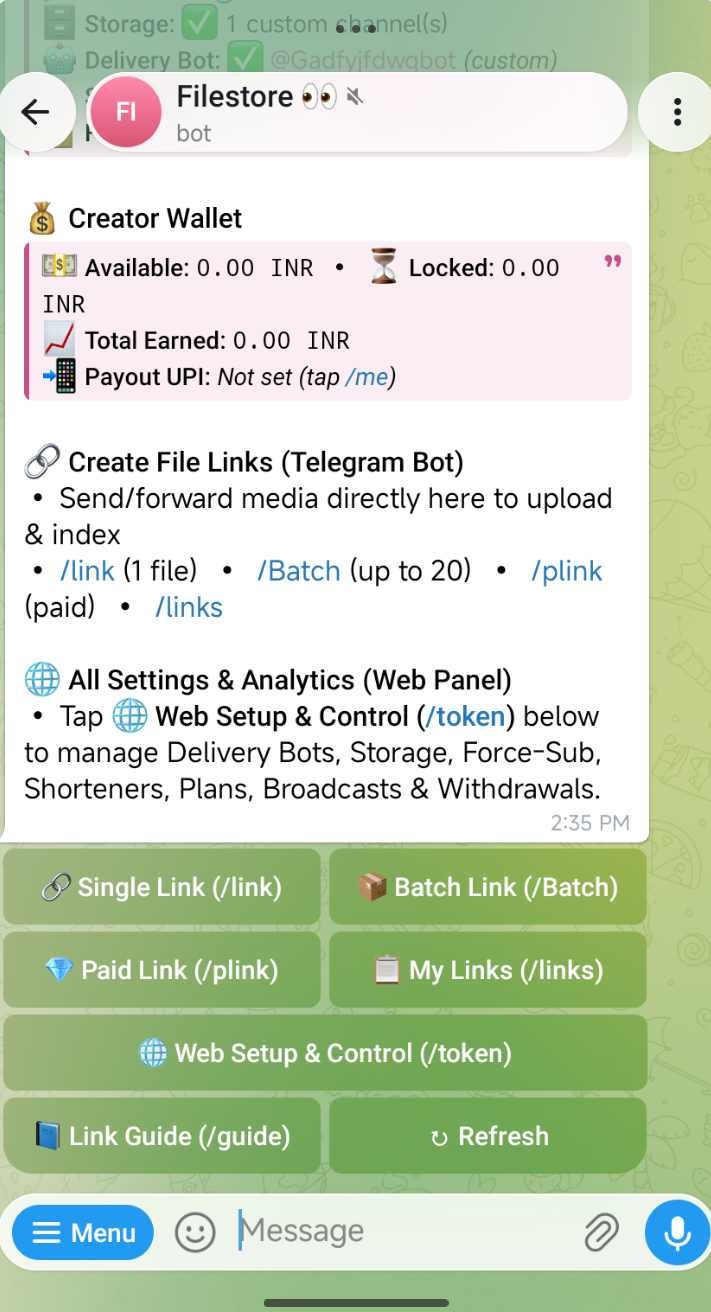 Storage: ✅ 1 custom channel(s)
Delivery Bot: ✅ @Gadfyjfdwqbot (custom)
FI
Filestore 👀
bot
💰 Creator Wallet
💵 Available: 0.00 INR • ⏳ Locked: 0.00
INR
📈 Total Earned: 0.00 INR
📲 Payout UPI: Not set (tap /me)
🔗 Create File Links (Telegram Bot)
• Send/forward media directly here to upload
& index
• /link (1 file) • /Batch (up to 20) • /plink
(paid) • /links
🌐 All Settings & Analytics (Web Panel)
• Tap 🌐 Web Setup & Control (/token) below
to manage Delivery Bots, Storage, Force-Sub,
Shorteners, Plans, Broadcasts & Withdrawals.
2:35 PM
🔗 Single Link (/link)
📦 Batch Link (/Batch)
💎 Paid Link (/plink)
📋 My Links (/links)
🌐 Web Setup & Control (/token)
📘 Link Guide (/guide)
↻ Refresh
Menu
Message